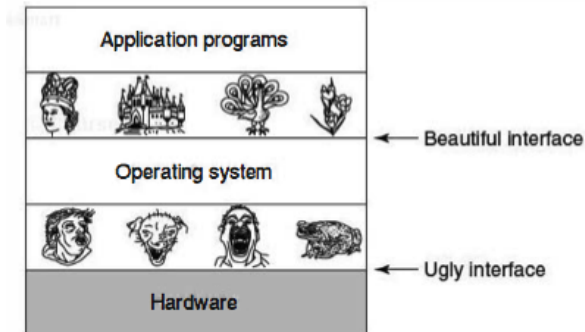 Application programs
Beautiful interface
Operating system
Ugly interface
Hardware